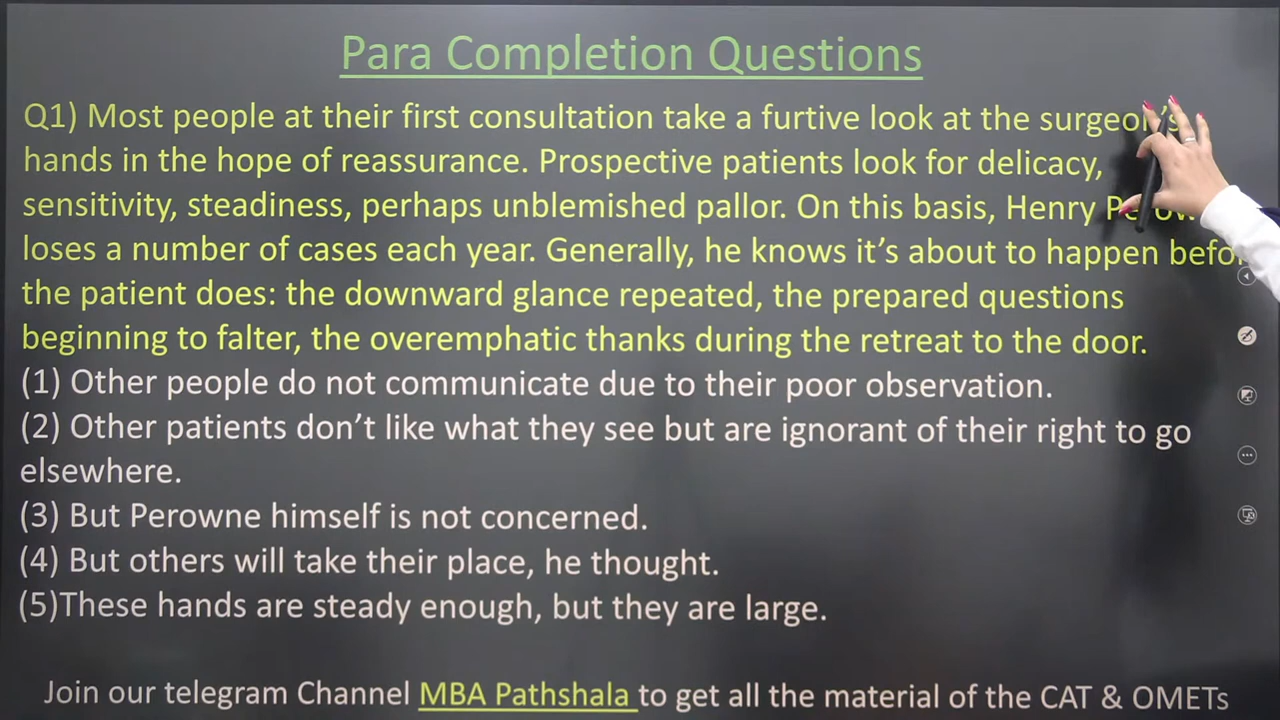 Para Completion Questions
Q1) Most people at their first consultation take a furtive look at the surgeon's
hands in the hope of reassurance. Prospective patients look for delicacy,
sensitivity, steadiness, perhaps unblemished pallor. On this basis, Henry
loses a number of cases each year. Generally, he knows it's about to happen
the patient does: the downward glance repeated, the prepared questions
beginning to falter, the overemphatic thanks during the retreat to the door.
(1) Other people do not communicate due to their poor observation.
(2) Other patients don't like what they see but are ignorant of their right to go
elsewhere.
(3) But Perowne himself is not concerned.
(4) But others will take their place, he thought.
(5)These hands are steady enough, but they are large.
Join our telegram Channel MBA Pathshala to get all the material of the CAT & OMETs